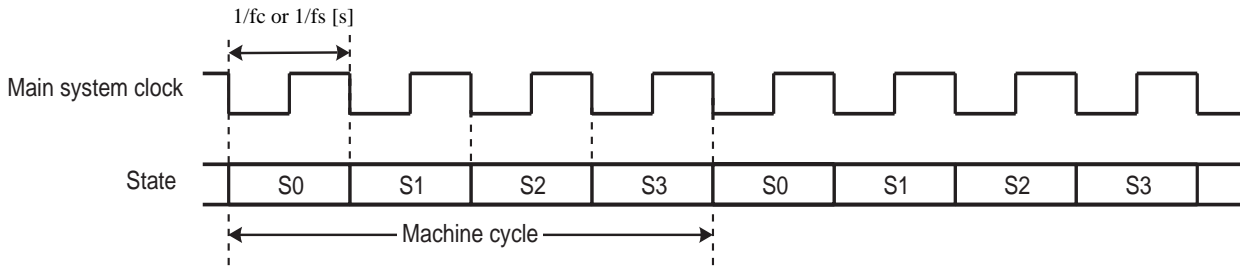 1/fc or 1/fs [s]
Main system clock
State S0 S1 S2 S3 S0 S1 S2 S3
Machine cycle